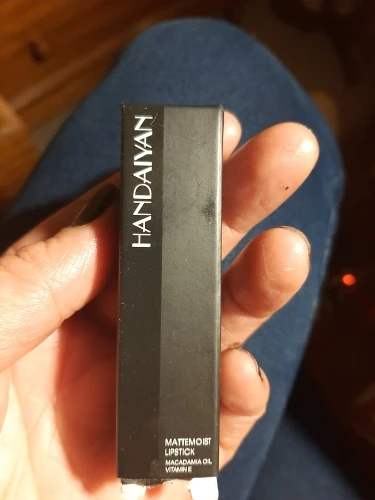 HANDAIYAN
MATTEMOIST
LIPSTICK
MACADAMIA OIL
VITAMIN E